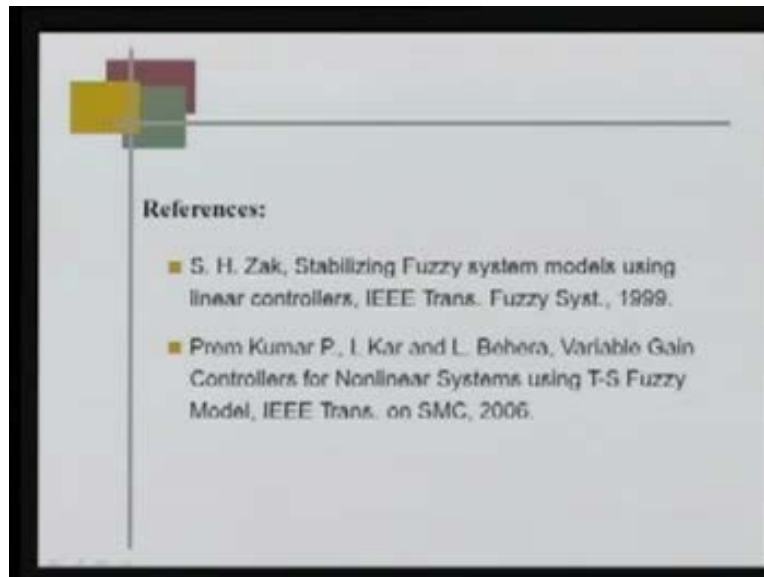 References:
S. H. Zak, Stabilizing Fuzzy system models using
linear controllers, IEEE Trans. Fuzzy Syst., 1999.
Prem Kumar P., I. Kar and L. Behera, Variable Gain
Controllers for Nonlinear Systems using T-S Fuzzy
Model, IEEE Trans. on SMC, 2006.